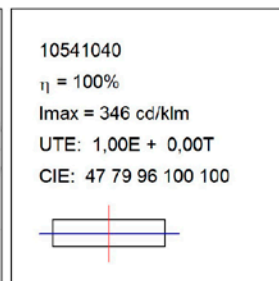 10541040
η = 100%
Imax = 346 cd/klm
UTE: 1,00E + 0,00T
CIE: 47 79 96 100 100